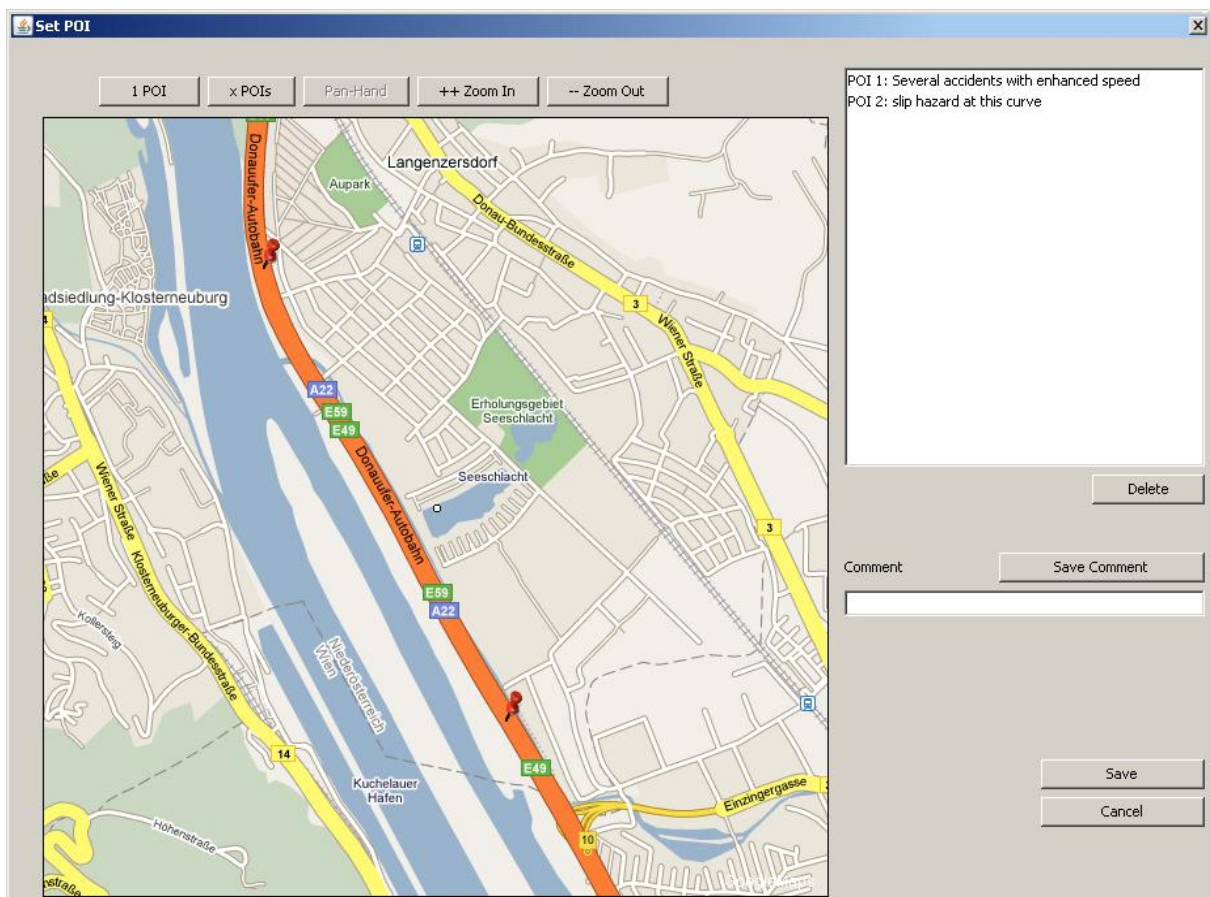 Set POI
1 POI
x POIs
Pan-Hand
++ Zoom In
-- Zoom Out
POI 1: Several accidents with enhanced speed
POI 2: slip hazard at this curve
Donauufer-Autobahn
Langenzersdorf
Aupark
Donau-Bundesstraße
adsiedlung-Klosterneuburg
3
Wiener Straße
A22
E59
E49
Erholungsgebiet
Seeschlacht
Donauufer-Autobahn
Seeschlacht
Wiener Straße
3
Delete
Comment
Save Comment
E59
A22
Klosterneuburger-Bundesstraße
Kollersteig
Niederösterreich
Wien
14
E49
Kuchelauer
Hafen
Einzingergasse
Save
Cancel
Höhenstraße
10
nstraße